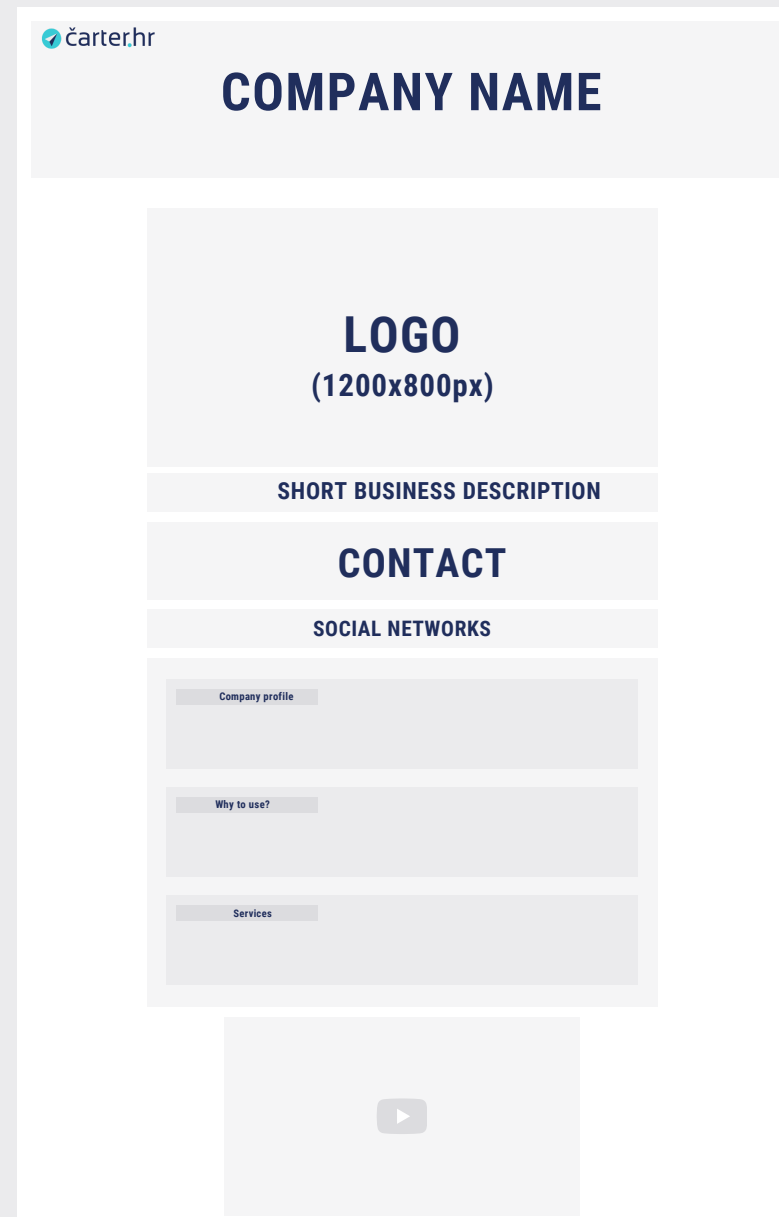 čarter.hr
COMPANY NAME
LOGO
(1200x800px)
SHORT BUSINESS DESCRIPTION
CONTACT
SOCIAL NETWORKS
Company profile
Why to use?
Services